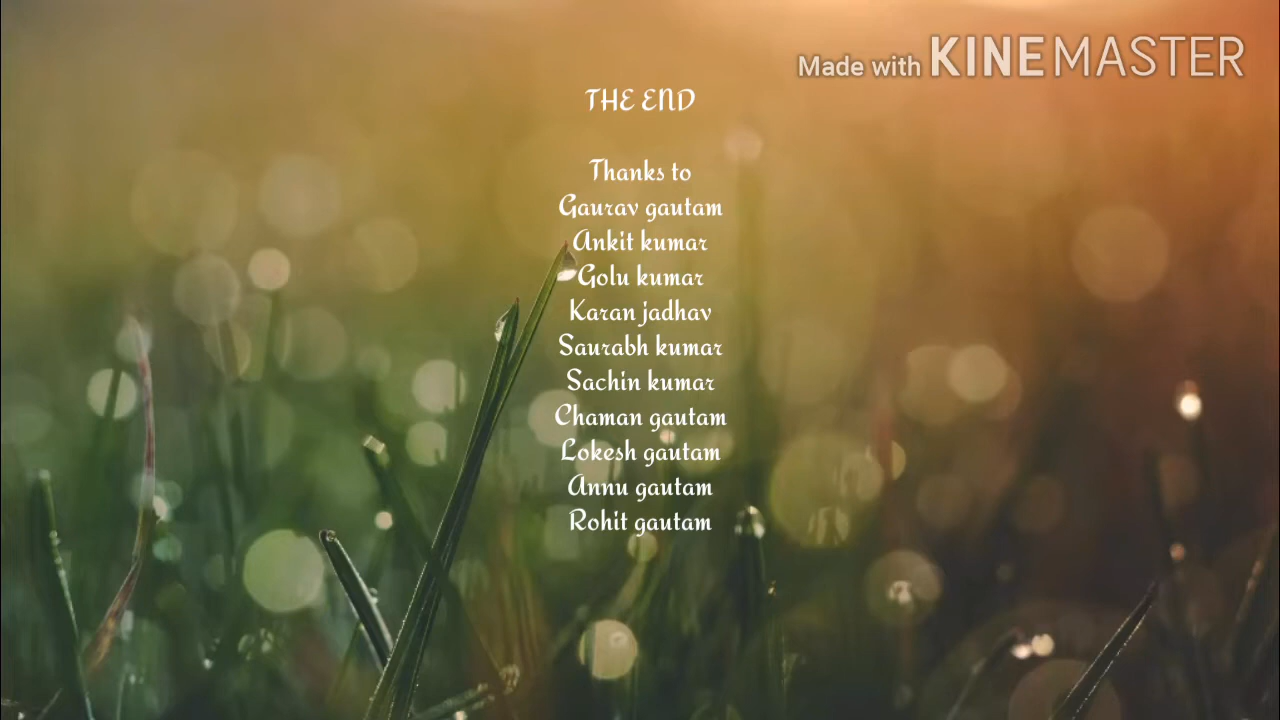 Made with KINEMASTER
THE END
Thanks to
Gaurav gautam
Ankit kumar
Golu kumar
Karan jadhav
Saurabh kumar
Sachin kumar
Chaman gautam
Lokesh gautam
Annu gautam
Rohit gautam